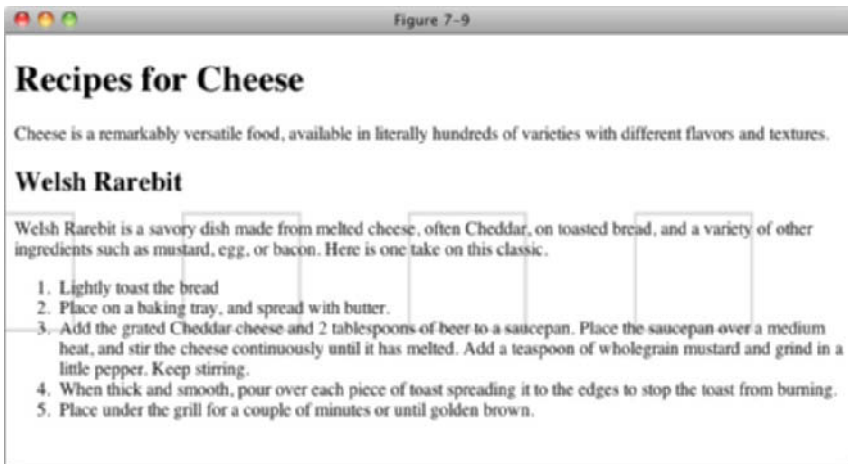 Figure 7-9
Recipes for Cheese
Cheese is a remarkably versatile food, available in literally hundreds of varieties with different flavors and textures.
Welsh Rarebit
Welsh Rarebit is a savory dish made from melted cheese, often Cheddar, on toasted bread, and a variety of other
ingredients such as mustard, egg, or bacon. Here is one take on this classic.
1. Lightly toast the bread
2. Place on a baking tray, and spread with butter.
3. Add the grated Cheddar cheese and 2 tablespoons of beer to a saucepan. Place the saucepan over a medium
heat, and stir the cheese continuously until it has melted. Add a teaspoon of wholegrain mustard and grind in a
little pepper. Keep stirring.
4. When thick and smooth, pour over each piece of toast spreading it to the edges to stop the toast from burning.
5. Place under the grill for a couple of minutes or until golden brown.